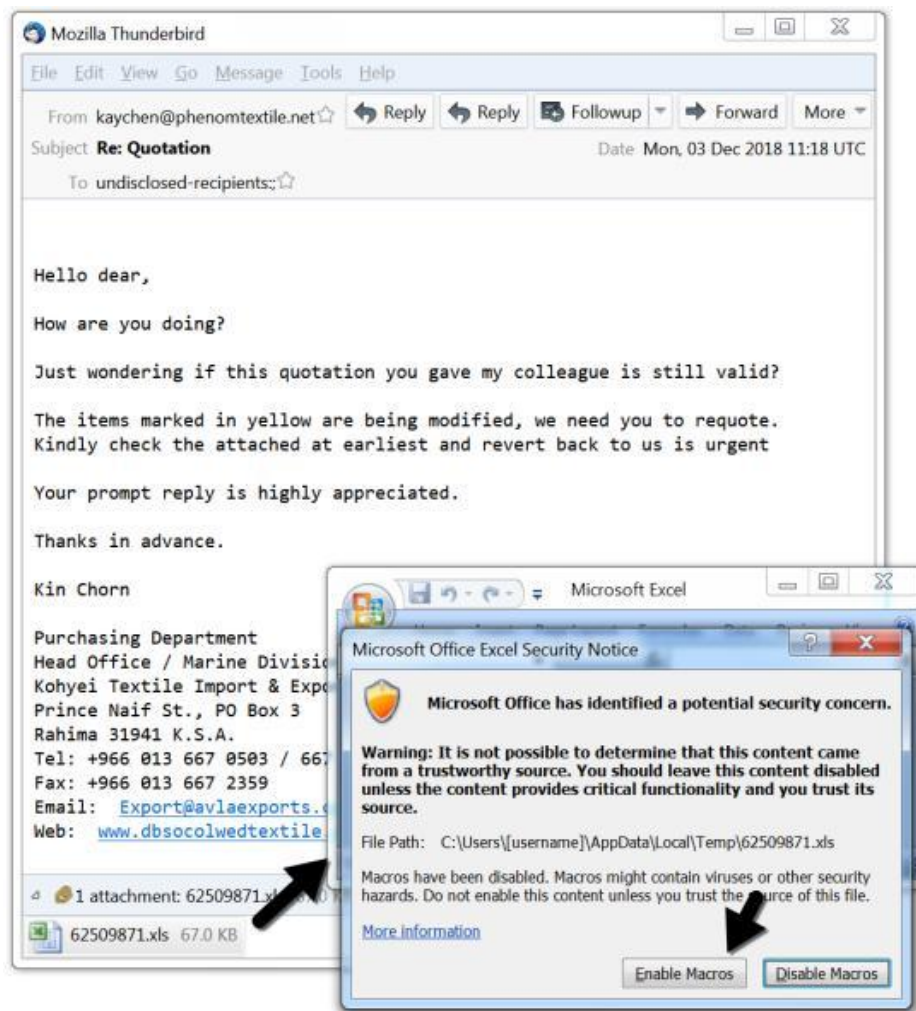 Mozilla Thunderbird
File Edit View Go Message Tools Help
From kaychen@phenomtextile.net Reply Reply Followup Forward More
Subject Re: Quotation Date Mon, 03 Dec 2018 11:18 UTC
To undisclosed-recipients:;
Hello dear,
How are you doing?
Just wondering if this quotation you gave my colleague is still valid?
The items marked in yellow are being modified, we need you to requote.
Kindly check the attached at earliest and revert back to us is urgent
Your prompt reply is highly appreciated.
Thanks in advance.
Kin Chorn
Purchasing Department
Head Office / Marine Divisio
Kohyei Textile Import & Expo
Prince Naif St., PO Box 3
Rahima 31941 K.S.A.
Tel: +966 013 667 0503 / 667
Fax: +966 013 667 2359
Email: Export@avlaexports.
Web: www.dbsocolwedtextile.
1 attachment: 62509871.xl
62509871.xls 67.0 KB
Microsoft Excel
Microsoft Office Excel Security Notice
Microsoft Office has identified a potential security concern.
Warning: It is not possible to determine that this content came
from a trustworthy source. You should leave this content disabled
unless the content provides critical functionality and you trust its
source.
File Path: C:\Users\[username]\AppData\Local\Temp\62509871.xls
Macros have been disabled. Macros might contain viruses or other security
hazards. Do not enable this content unless you trust the source of this file.
More information
Enable Macros Disable Macros